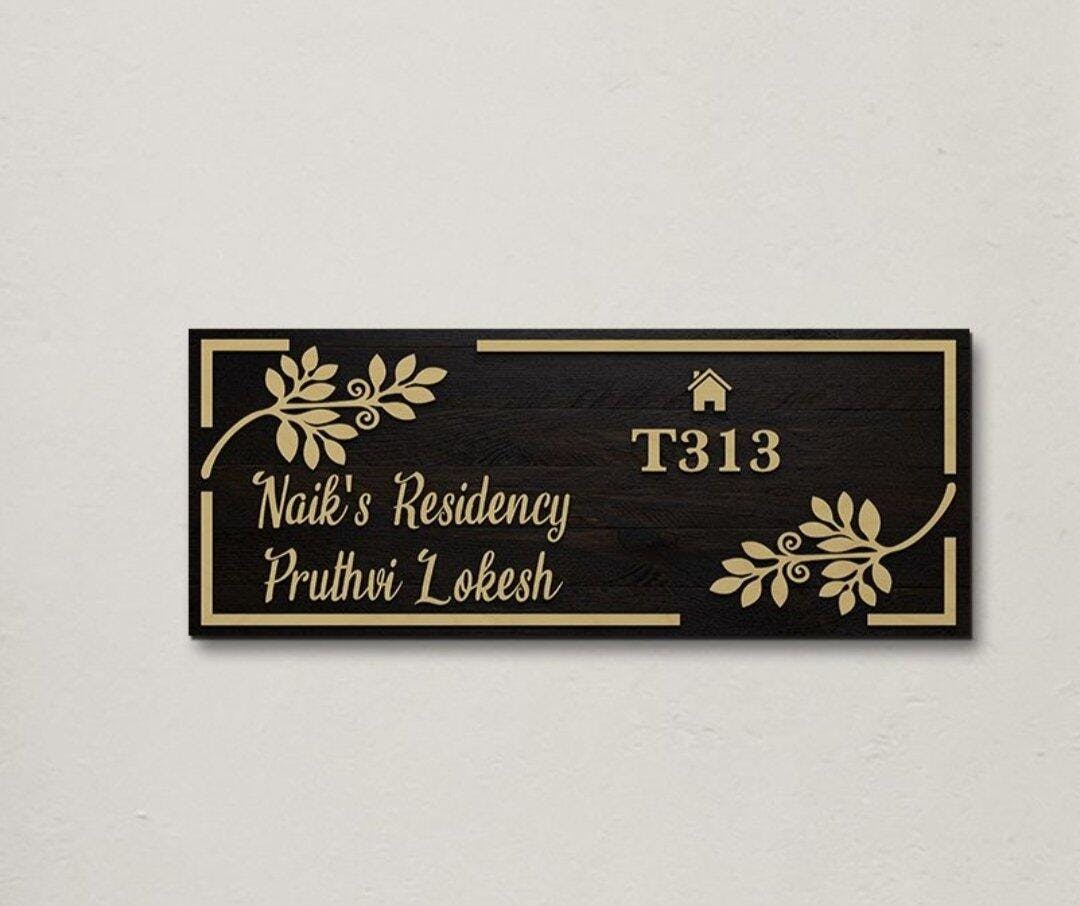 T313
Naik's Residency
Pruthvi Lokesh